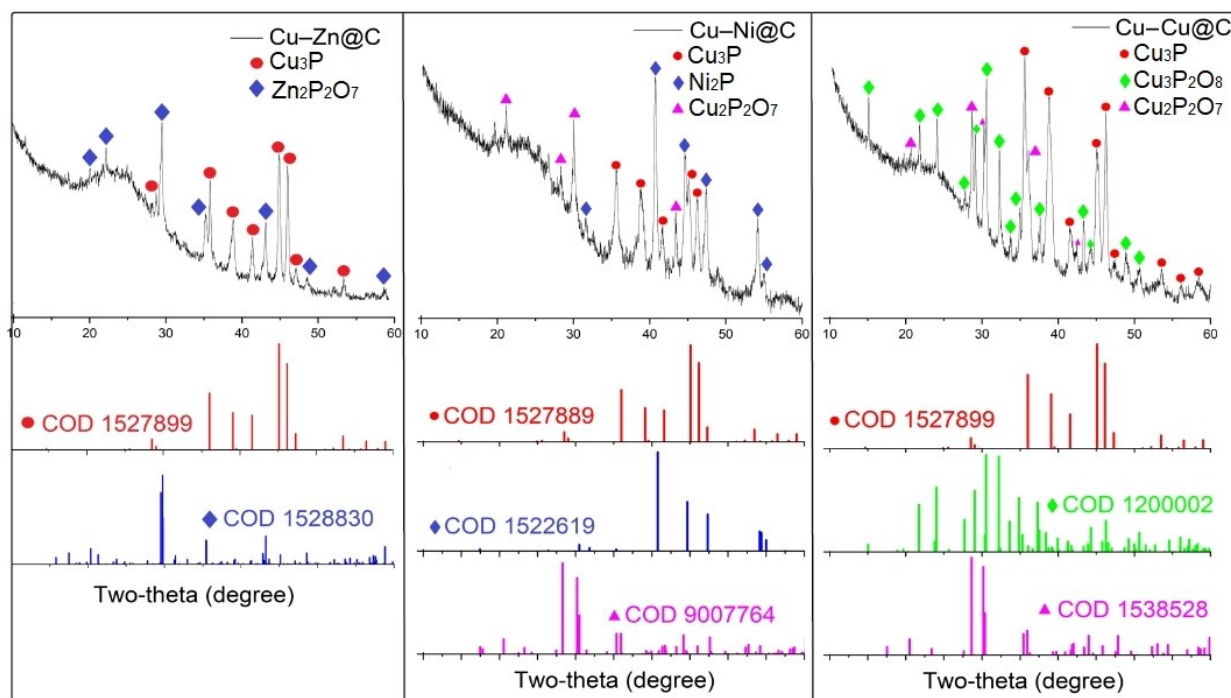 Cu–Zn@C
Cu₃P
Zn₂P₂O₇
10 20 30 40 50 60
COD 1527899
COD 1528830
Two-theta (degree)
Cu–Ni@C
Cu₃P
Ni₂P
Cu₂P₂O₇
10 20 30 40 50 60
COD 1527889
COD 1522619
COD 9007764
Two-theta (degree)
Cu–Cu@C
Cu₃P
Cu₃P₂O₈
Cu₂P₂O₇
10 20 30 40 50 60
COD 1527899
COD 1200002
COD 1538528
Two-theta (degree)